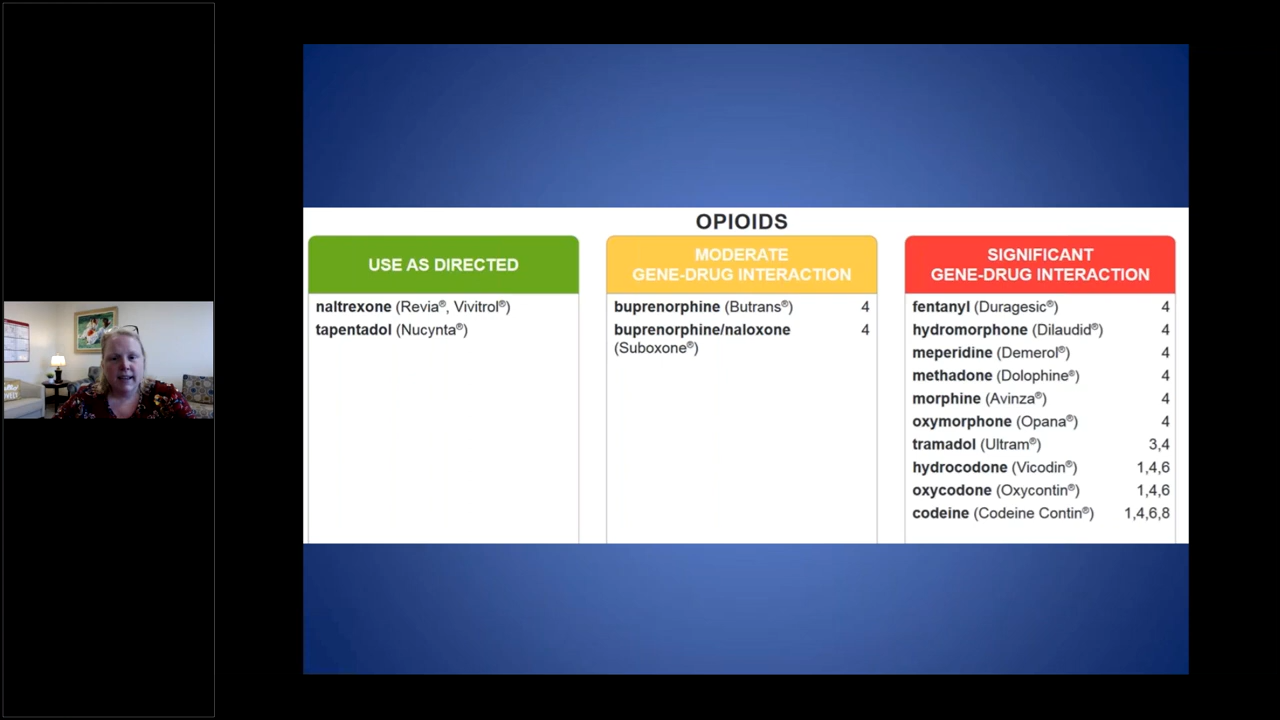 OPIOIDS
USE AS DIRECTED
naltrexone (Revia®, Vivitrol®)
tapentadol (Nucynta®)
MODERATE
GENE-DRUG INTERACTION
buprenorphine (Butrans®) 4
buprenorphine/naloxone 4
(Suboxone®)
SIGNIFICANT
GENE-DRUG INTERACTION
fentanyl (Duragesic®) 4
hydromorphone (Dilaudid®) 4
meperidine (Demerol®) 4
methadone (Dolophine®) 4
morphine (Avinza®) 4
oxymorphone (Opana®) 4
tramadol (Ultram®) 3,4
hydrocodone (Vicodin®) 1,4,6
oxycodone (Oxycontin®) 1,4,6
codeine (Codeine Contin®) 1,4,6,8